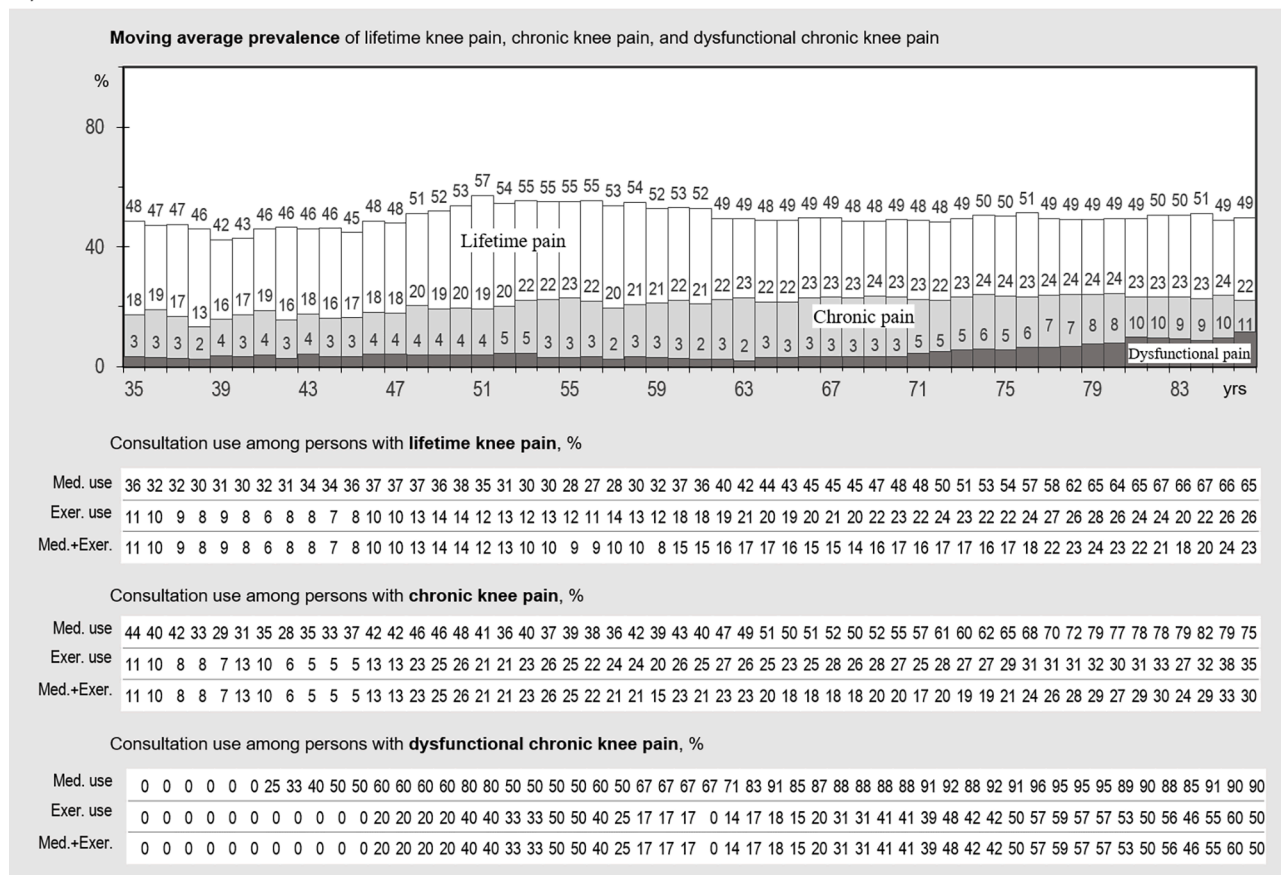 Moving average prevalence of lifetime knee pain, chronic knee pain, and dysfunctional chronic knee pain
%
80
40
0
48 47 47 46 42 43 46 46 46 46 45 48 48 51 52 53 57 54 55 55 55 55 53 54 52 53 52 49 49 48 49 49 49 48 48 49 48 48 49 50 50 51 49 49 49 49 49 50 50 51 49 49
Lifetime pain
18 19 17 13 16 17 19 16 18 16 17 18 18 20 19 20 19 20 22 22 23 22 20 21 21 22 21 22 23 22 22 23 23 23 24 23 23 22 23 24 24 23 24 24 24 24 23 23 23 23 24 22
Chronic pain
3 3 3 2 4 3 4 3 4 3 3 4 4 4 4 4 4 5 5 3 3 3 2 3 3 3 2 3 2 3 3 3 3 3 3 3 5 5 5 6 5 6 7 7 8 8 10 10 9 9 10 11
Dysfunctional pain
35 39 43 47 51 55 59 63 67 71 75 79 83 yrs
Consultation use among persons with lifetime knee pain, %
Med. use 36 32 32 30 31 30 32 31 34 34 36 37 37 37 36 38 35 31 30 30 28 27 28 30 32 37 36 40 42 44 43 45 45 45 47 48 48 50 51 53 54 57 58 62 65 64 65 67 66 67 66 65
Exer. use 11 10 9 8 9 8 6 8 8 7 8 10 10 13 14 14 12 13 12 13 12 11 14 13 12 18 18 19 21 20 19 20 21 20 22 23 22 24 23 22 22 24 27 26 28 26 24 24 20 22 26 26
Med.+Exer. 11 10 9 8 9 8 6 8 8 7 8 10 10 13 14 14 12 13 10 10 9 9 10 10 8 15 15 16 17 17 16 15 15 14 16 17 16 17 17 16 17 18 22 23 24 23 22 21 18 20 24 23
Consultation use among persons with chronic knee pain, %
Med. use 44 40 42 33 29 31 35 28 35 33 37 42 42 46 46 48 41 36 40 37 39 38 36 42 39 43 40 47 49 51 50 51 52 50 52 55 57 61 60 62 65 68 70 72 79 77 78 78 79 82 79 75
Exer. use 11 10 8 8 7 13 10 6 5 5 5 13 13 23 25 26 21 21 23 26 25 22 24 24 20 26 25 27 26 25 23 25 28 26 28 27 25 28 27 27 29 31 31 31 32 30 31 33 27 32 38 35
Med.+Exer. 11 10 8 8 7 13 10 6 5 5 5 13 13 23 25 26 21 21 23 26 25 22 21 21 15 23 21 23 23 20 18 18 18 18 20 20 17 20 19 19 21 24 26 28 29 27 29 30 24 29 33 30
Consultation use among persons with dysfunctional chronic knee pain, %
Med. use 0 0 0 0 0 0 25 33 40 50 50 60 60 60 60 80 80 50 50 50 50 60 50 67 67 67 67 71 83 91 85 87 88 88 88 88 91 92 88 92 91 96 95 95 95 89 90 88 85 91 90 90
Exer. use 0 0 0 0 0 0 0 0 0 0 0 20 20 20 20 40 40 33 33 50 50 40 25 17 17 17 0 14 17 18 15 20 31 31 41 41 39 48 42 42 50 57 59 57 57 53 50 56 46 55 60 50
Med.+Exer. 0 0 0 0 0 0 0 0 0 0 0 20 20 20 20 40 40 33 33 50 50 40 25 17 17 17 0 14 17 18 15 20 31 31 41 41 39 48 42 42 50 57 59 57 57 53 50 56 46 55 60 50